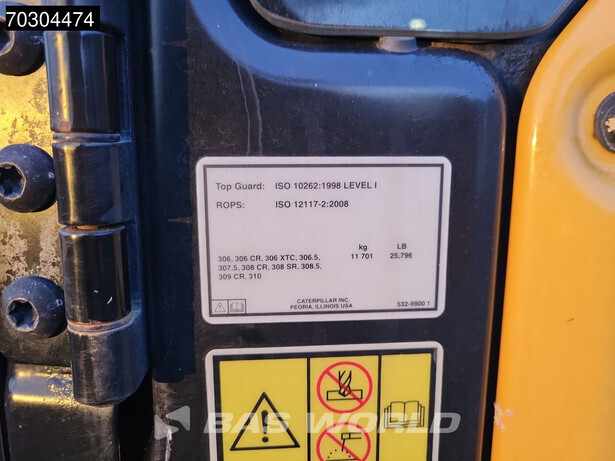 70304474
Top Guard: ISO 10262:1998 LEVEL I
ROPS: ISO 12117-2:2008
kg LB
306, 306 CR, 306 XTC, 306.5, 11 701 25,796
307.5, 308 CR, 308 SR, 308.5,
309 CR, 310
CATERPILLAR INC.
PEORIA, ILLINOIS USA
532-9900 1
BAS WORLD